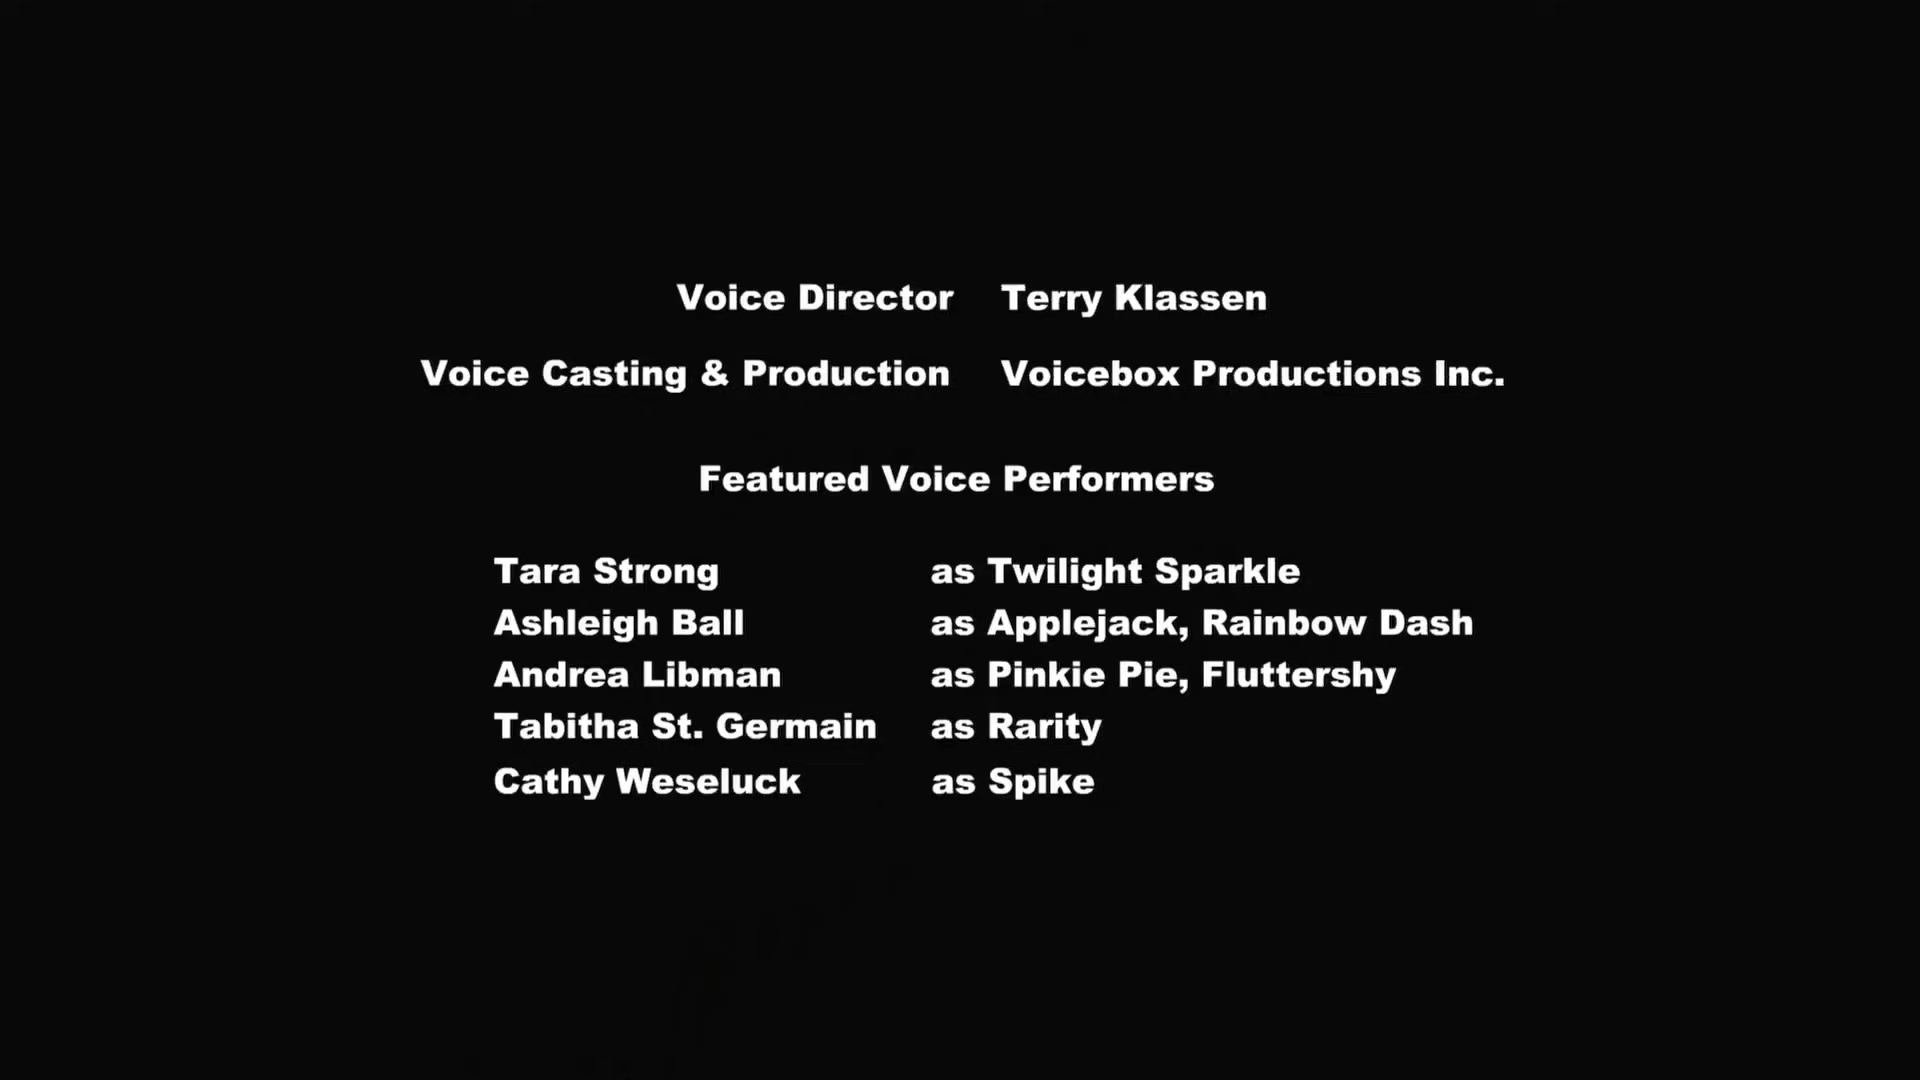 Voice Director Terry Klassen
Voice Casting & Production Voicebox Productions Inc.
Featured Voice Performers
Tara Strong as Twilight Sparkle
Ashleigh Ball as Applejack, Rainbow Dash
Andrea Libman as Pinkie Pie, Fluttershy
Tabitha St. Germain as Rarity
Cathy Weseluck as Spike